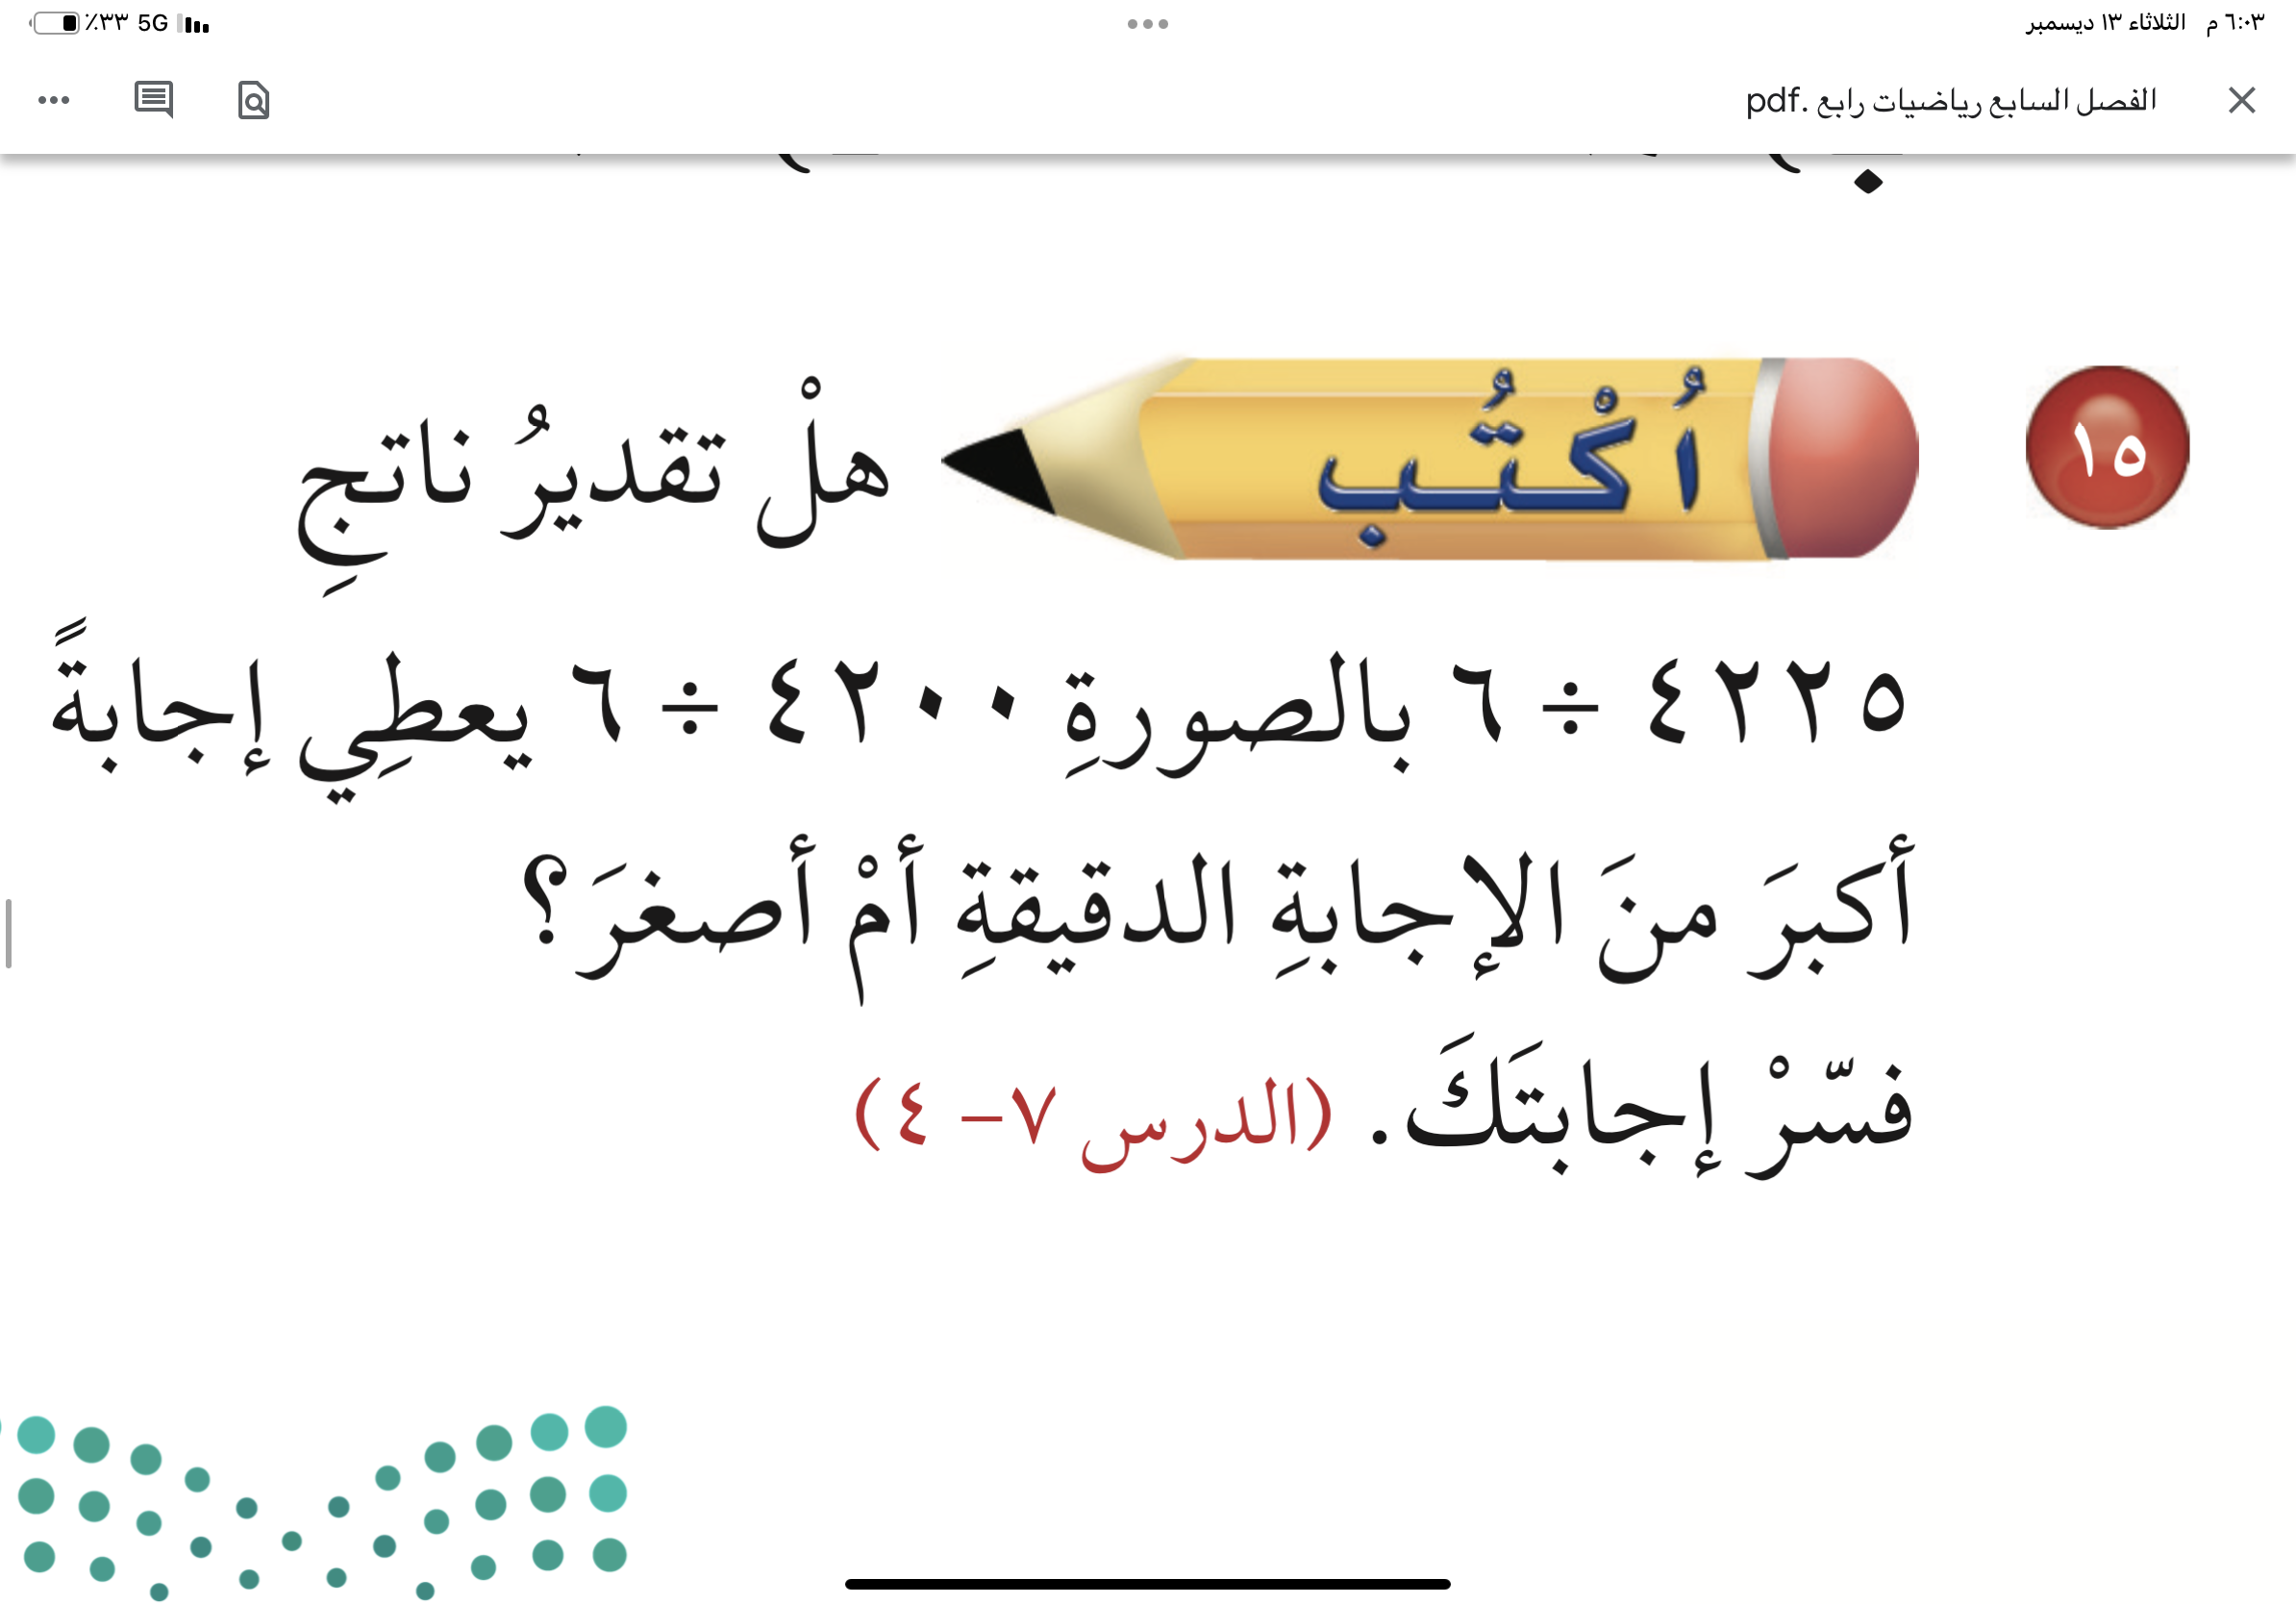 ٦:٠٣ م الثلاثاء ١٣ ديسمبر
٪٣٣ 5G
الفصل السابع رياضيات رابع .pdf
١٥ اُكْتُب هلْ تقديرُ ناتجِ
٤٢٢٥ ÷ ٦ بالصورةِ ٤٢٠٠ ÷ ٦ يعطِي إجابةً
أكبرَ منَ الإجابةِ الدقيقةِ أمْ أصغرَ؟
فسّرْ إجابتَكَ. (الدرس ٧- ٤)